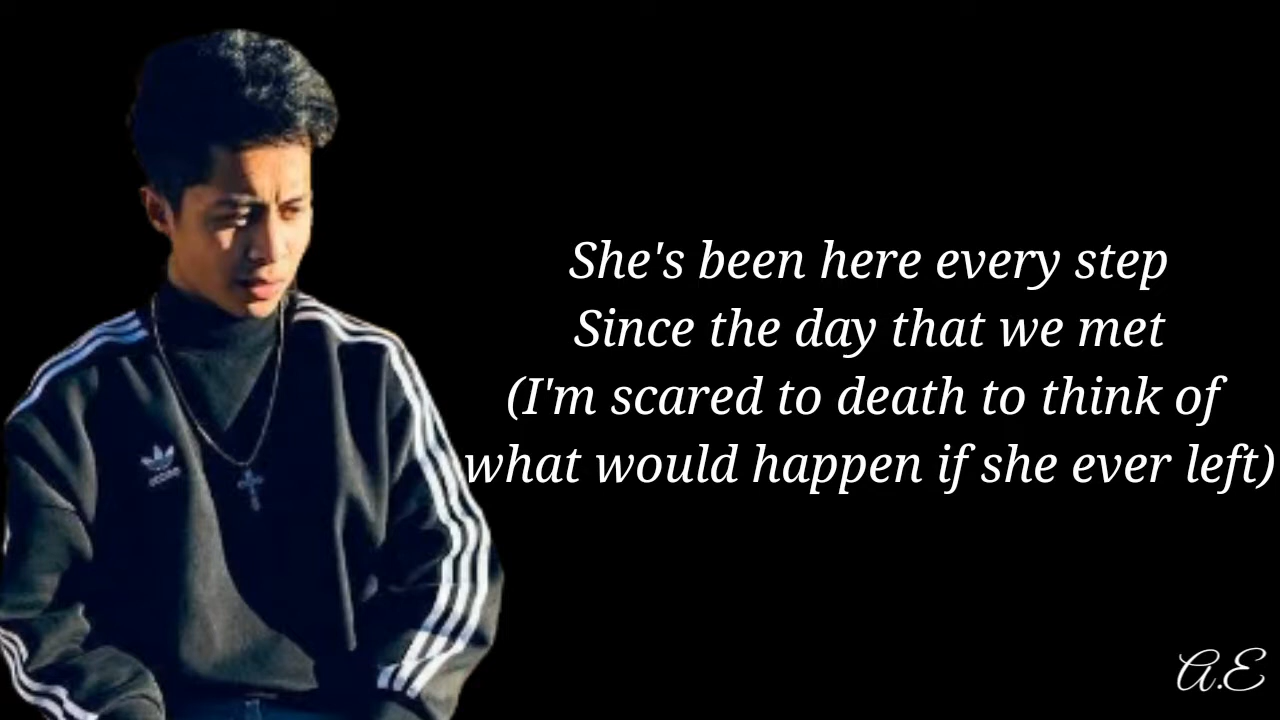 She's been here every step
Since the day that we met
(I'm scared to death to think of
what would happen if she ever left)
a.E